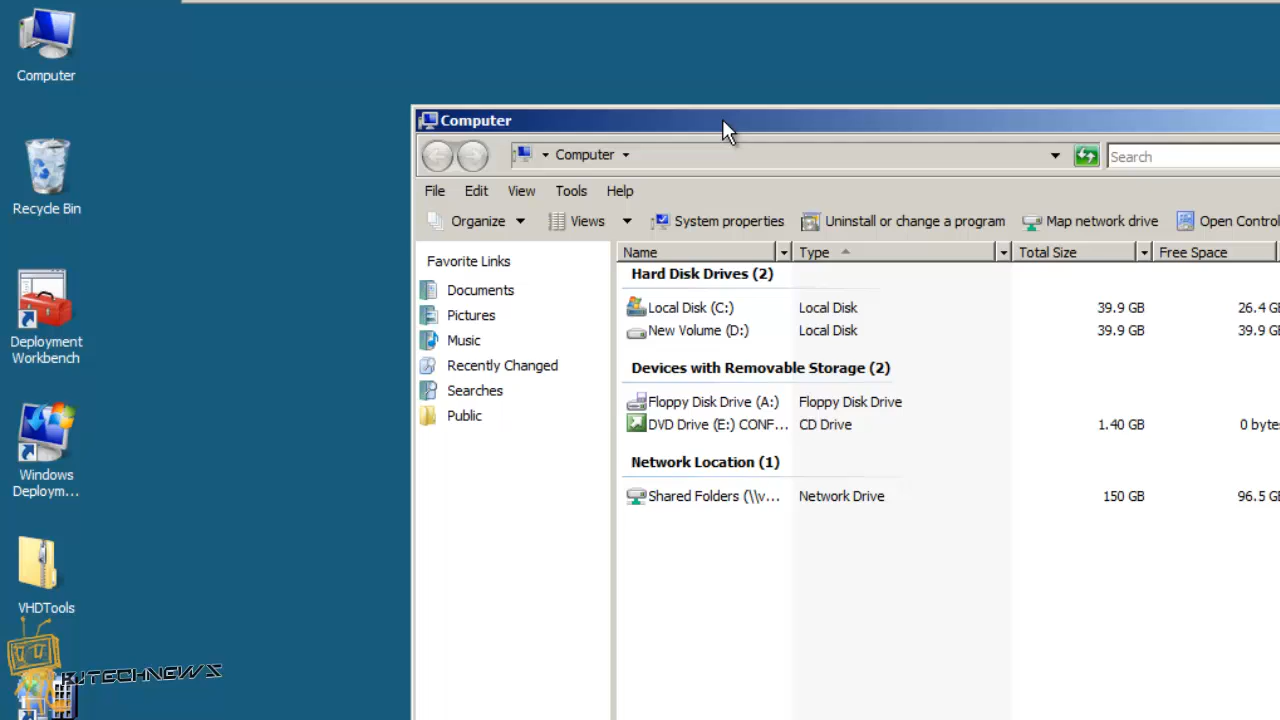 Computer
Recycle Bin
Deployment
Workbench
Windows
Deploym...
VHDTools
KJTECHNEWS
Computer
Computer
Search
File Edit View Tools Help
Organize Views System properties Uninstall or change a program Map network drive Open Contro
Favorite Links
Documents
Pictures
Music
Recently Changed
Searches
Public
Name Type Total Size Free Space
Hard Disk Drives (2)
Local Disk (C:) Local Disk 39.9 GB 26.4 G
New Volume (D:) Local Disk 39.9 GB 39.9 G
Devices with Removable Storage (2)
Floppy Disk Drive (A:) Floppy Disk Drive
DVD Drive (E:) CONF... CD Drive 1.40 GB 0 byte
Network Location (1)
Shared Folders (\\v... Network Drive 150 GB 96.5 G